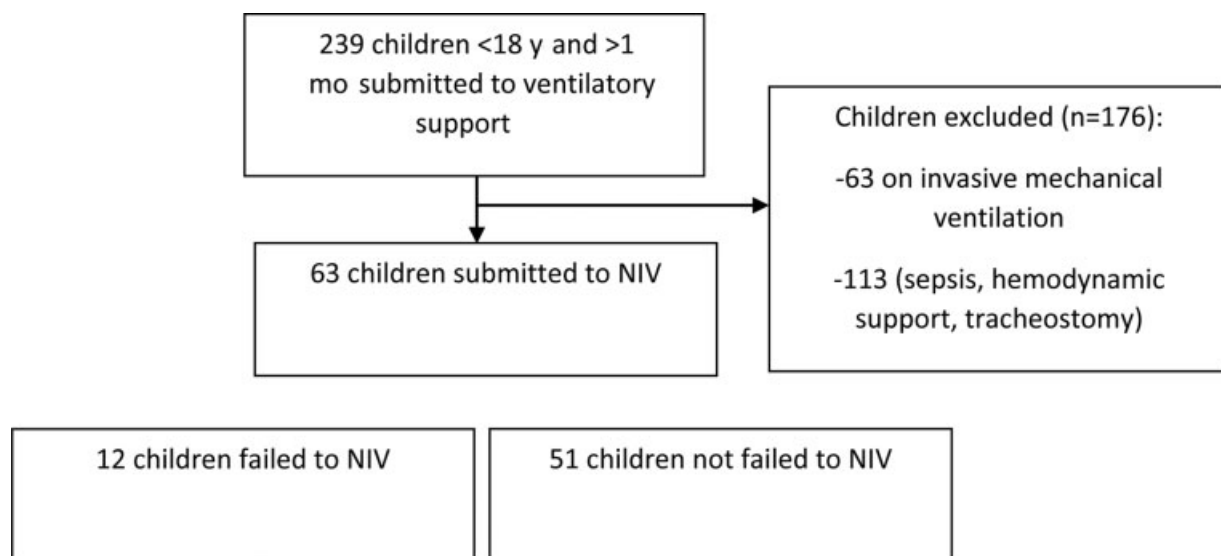 239 children <18 y and >1
mo submitted to ventilatory
support
Children excluded (n=176):
-63 on invasive mechanical
ventilation
-113 (sepsis, hemodynamic
support, tracheostomy)
63 children submitted to NIV
12 children failed to NIV
51 children not failed to NIV